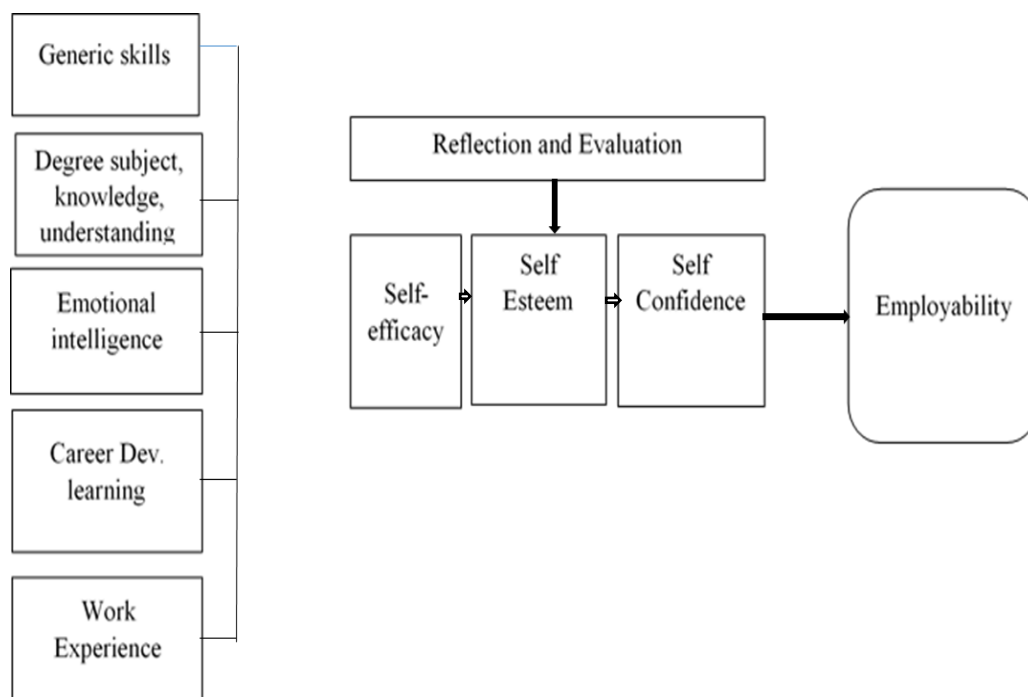 Generic skills
Degree subject,
knowledge,
understanding
Emotional
intelligence
Career Dev.
learning
Work
Experience
Reflection and Evaluation
Self-
efficacy
Self
Esteem
Self
Confidence
Employability